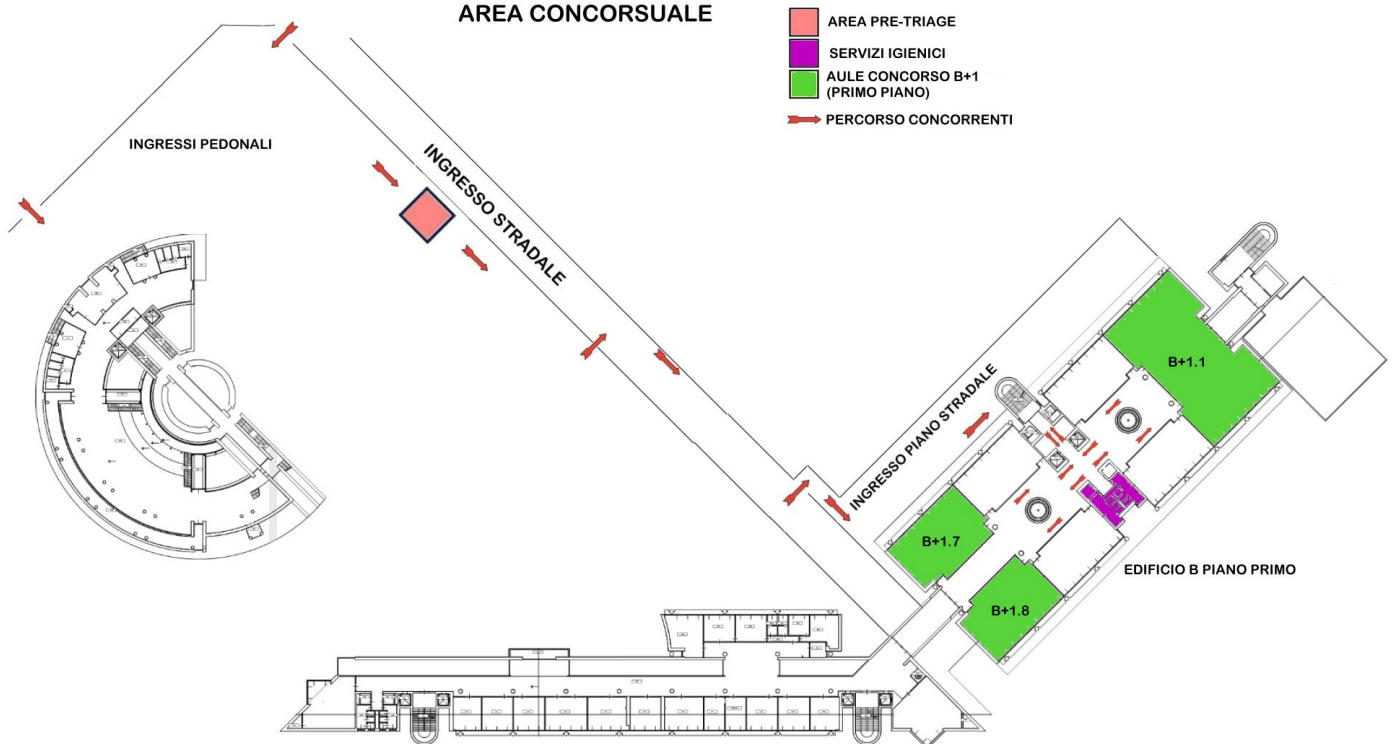 AREA CONCORSUALE
AREA PRE-TRIAGE
SERVIZI IGIENICI
AULE CONCORSO B+1
(PRIMO PIANO)
PERCORSO CONCORRENTI
INGRESSI PEDONALI
INGRESSO STRADALE
INGRESSO PIANO STRADALE
B+1.1
B+1.7
B+1.8
EDIFICIO B PIANO PRIMO